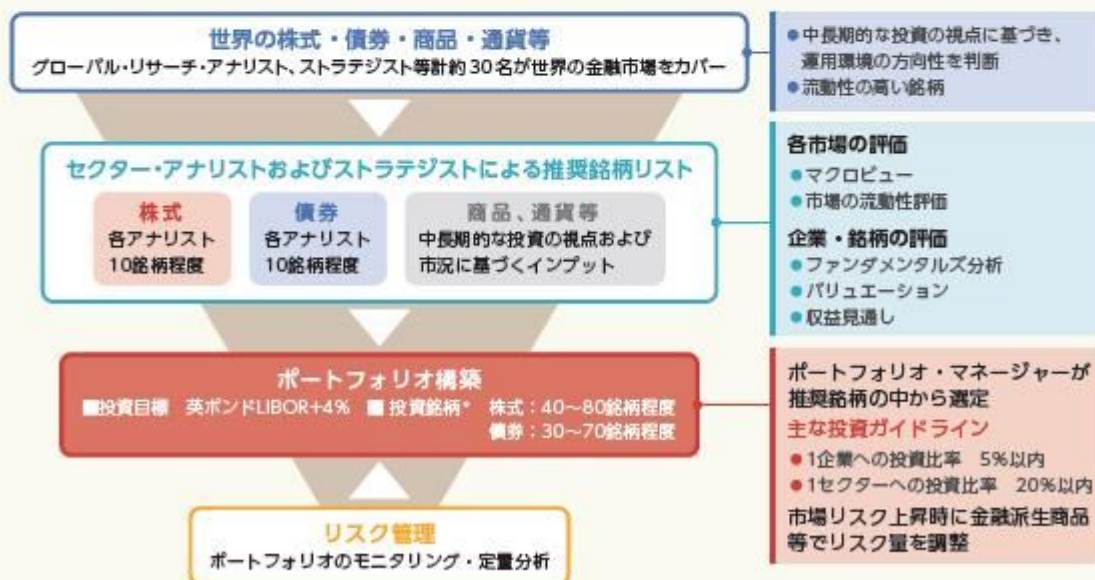 世界の株式・債券・商品・通貨等
グローバル・リサーチ・アナリスト、ストラテジスト等計約30名が世界の金融市場をカバー
●中長期的な投資の視点に基づき、
運用環境の方向性を判断
●流動性の高い銘柄
セクター・アナリストおよびストラテジストによる推奨銘柄リスト
株式
各アナリスト
10銘柄程度
債券
各アナリスト
10銘柄程度
商品、通貨等
中長期的な投資の視点および
市況に基づくインプット
各市場の評価
●マクロビュー
●市場の流動性評価
企業・銘柄の評価
●ファンダメンタルズ分析
●バリュエーション
●収益見通し
ポートフォリオ構築
■投資目標 英ポンドLIBOR+4% ■投資銘柄* 株式：40〜80銘柄程度
債券：30〜70銘柄程度
ポートフォリオ・マネージャーが
推奨銘柄の中から選定
主な投資ガイドライン
●1企業への投資比率 5%以内
●1セクターへの投資比率 20%以内
市場リスク上昇時に金融派生商品
等でリスク量を調整
リスク管理
ポートフォリオのモニタリング・定量分析